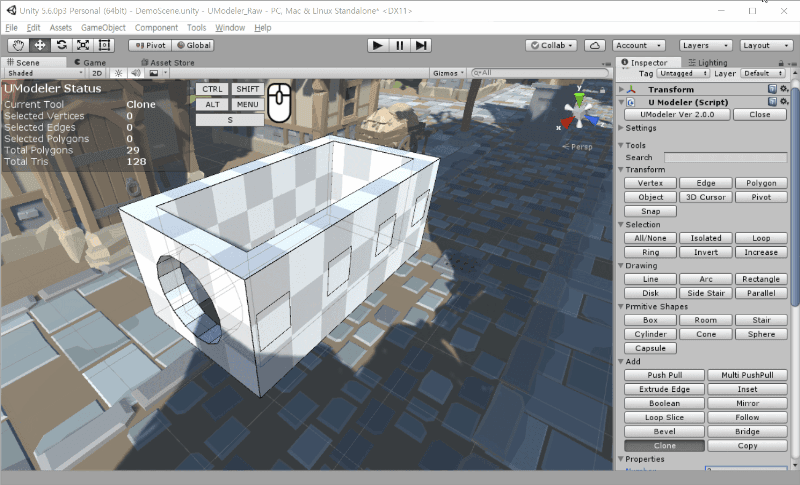 Unity 5.6.0p3 Personal (64bit) - DemoScene.unity - UModeler_Raw - PC, Mac & Linux Standalone* <DX11>
File Edit Assets GameObject Component Tools Window Help
Pivot Global Collab Account Layers Layout
Scene Game Asset Store Inspector Lighting
Shaded 2D Gizmos All Tag Untagged Layer Default
UModeler Status
Current Tool Clone
Selected Vertices 0
Selected Edges 0
Selected Polygons 0
Total Polygons 29
Total Tris 128
CTRL SHIFT
ALT MENU
S
y
x
Persp
Transform
U Modeler (Script)
UModeler Ver 2.0.0 Close
Settings
Tools
Search
Transform
Vertex Edge Polygon
Object 3D Cursor Pivot
Snap
Selection
All/None Isolated Loop
Ring Invert Increase
Drawing
Line Arc Rectangle
Disk Side Stair Parallel
Prmitive Shapes
Box Room Stair
Cylinder Cone Sphere
Capsule
Add
Push Pull Multi PushPull
Extrude Edge Inset
Boolean Mirror
Loop Slice Follow
Bevel Bridge
Clone Copy
Properties